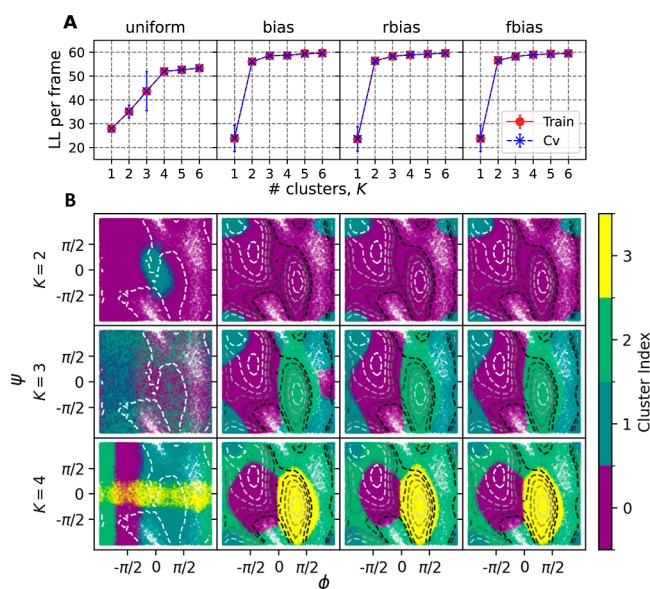 A
uniform bias rbias fbias
LL per frame
60
50
40
30
20
Train
Cv
1 2 3 4 5 6 1 2 3 4 5 6 1 2 3 4 5 6 1 2 3 4 5 6
# clusters, K
B
K = 2
π/2
0
-π/2
ψ
K = 3
π/2
0
-π/2
K = 4
π/2
0
-π/2
-π/2 0 π/2 -π/2 0 π/2 -π/2 0 π/2 -π/2 0 π/2
ϕ
3
2
1
0
Cluster Index